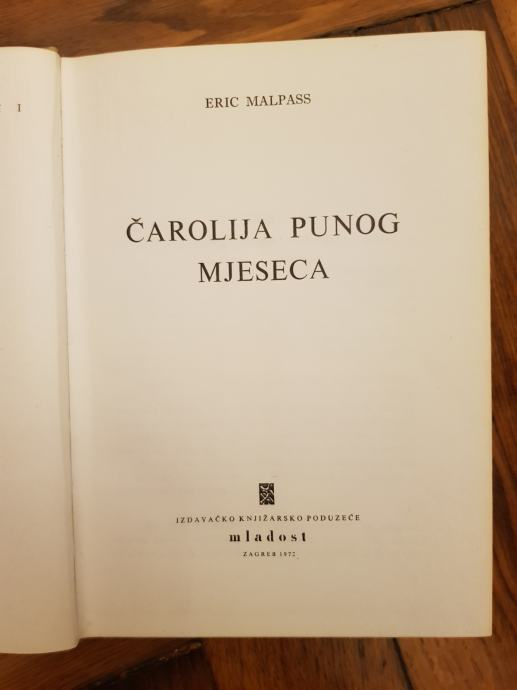 I
ERIC MALPASS
ČAROLIJA PUNOG
MJESECA
IZDAVAČKO KNJIŽARSKO PODUZEĆE
mladost
ZAGREB 1972